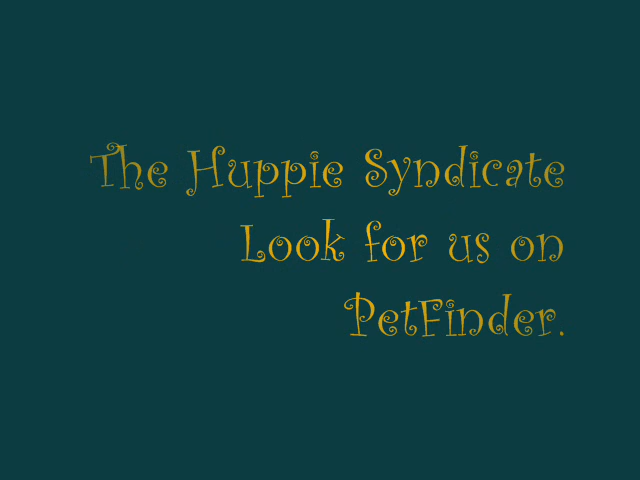 The Huppie Syndicate
Look for us on
PetFinder.